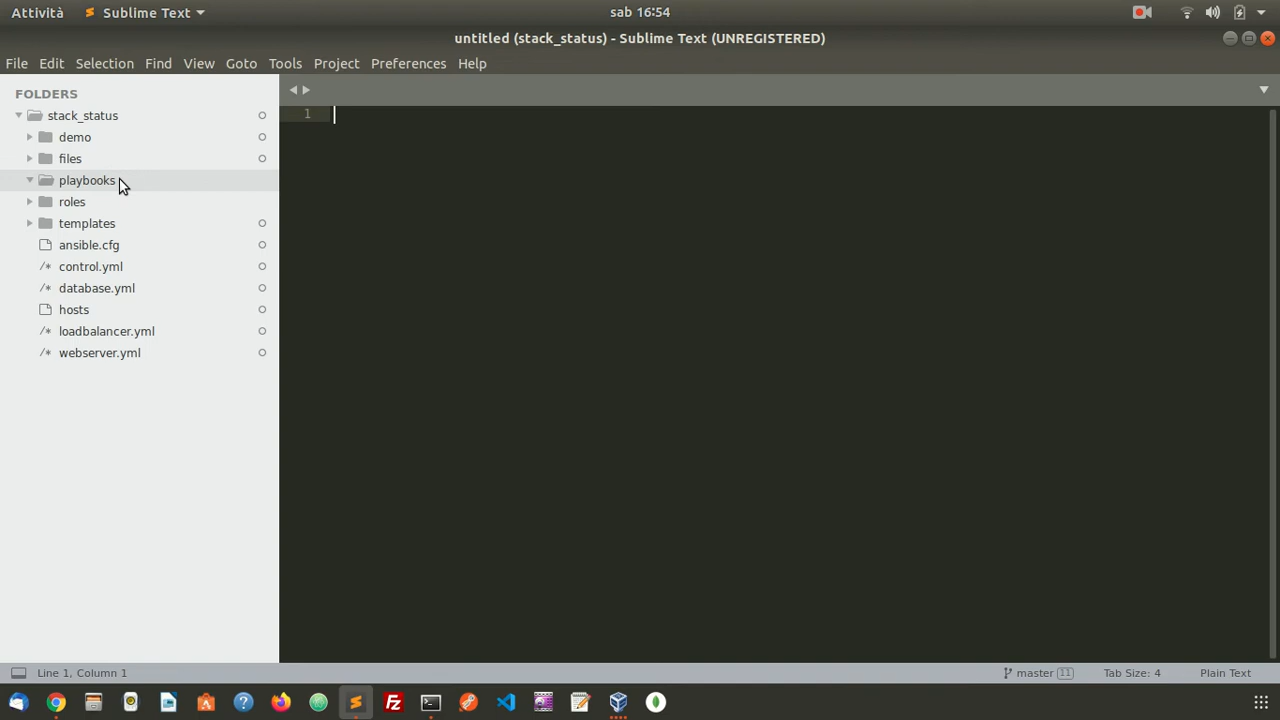 Attività Sublime Text sab 16:54
untitled (stack_status) - Sublime Text (UNREGISTERED)
File Edit Selection Find View Goto Tools Project Preferences Help
FOLDERS
stack_status
demo
files
playbooks
roles
templates
ansible.cfg
/* control.yml
/* database.yml
hosts
/* loadbalancer.yml
/* webserver.yml
1
Line 1, Column 1 master 11 Tab Size: 4 Plain Text